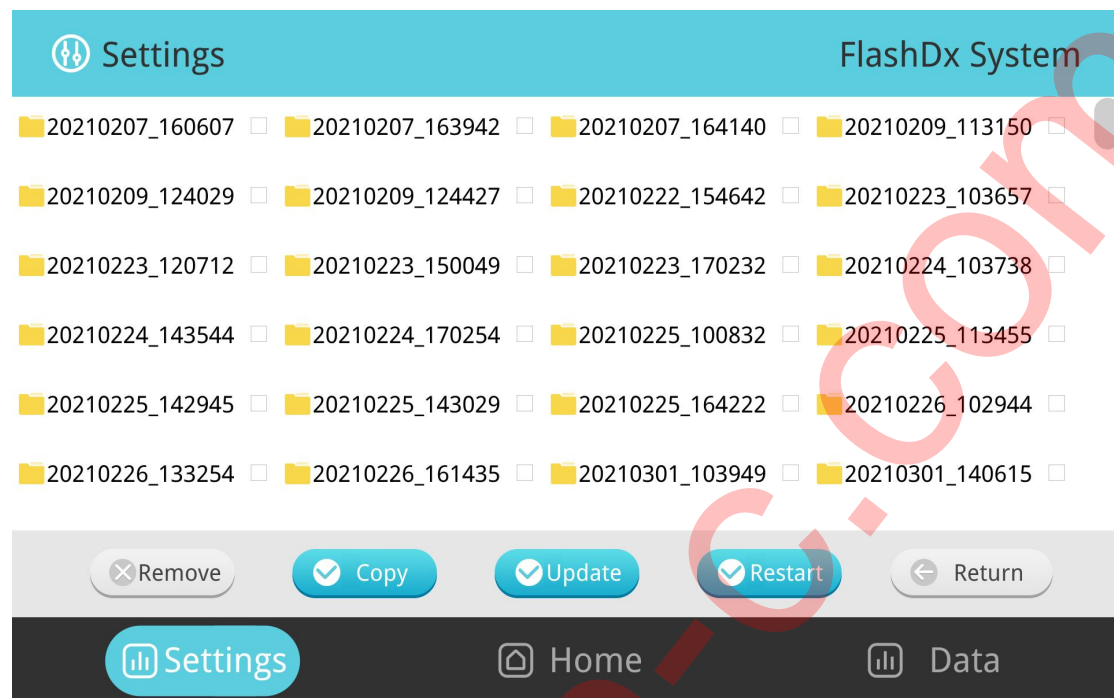 Settings FlashDx System
20210207_160607 20210207_163942 20210207_164140 20210209_113150
20210209_124029 20210209_124427 20210222_154642 20210223_103657
20210223_120712 20210223_150049 20210223_170232 20210224_103738
20210224_143544 20210224_170254 20210225_100832 20210225_113455
20210225_142945 20210225_143029 20210225_164222 20210226_102944
20210226_133254 20210226_161435 20210301_103949 20210301_140615
Remove Copy Update Restart Return
Settings Home Data
c.com